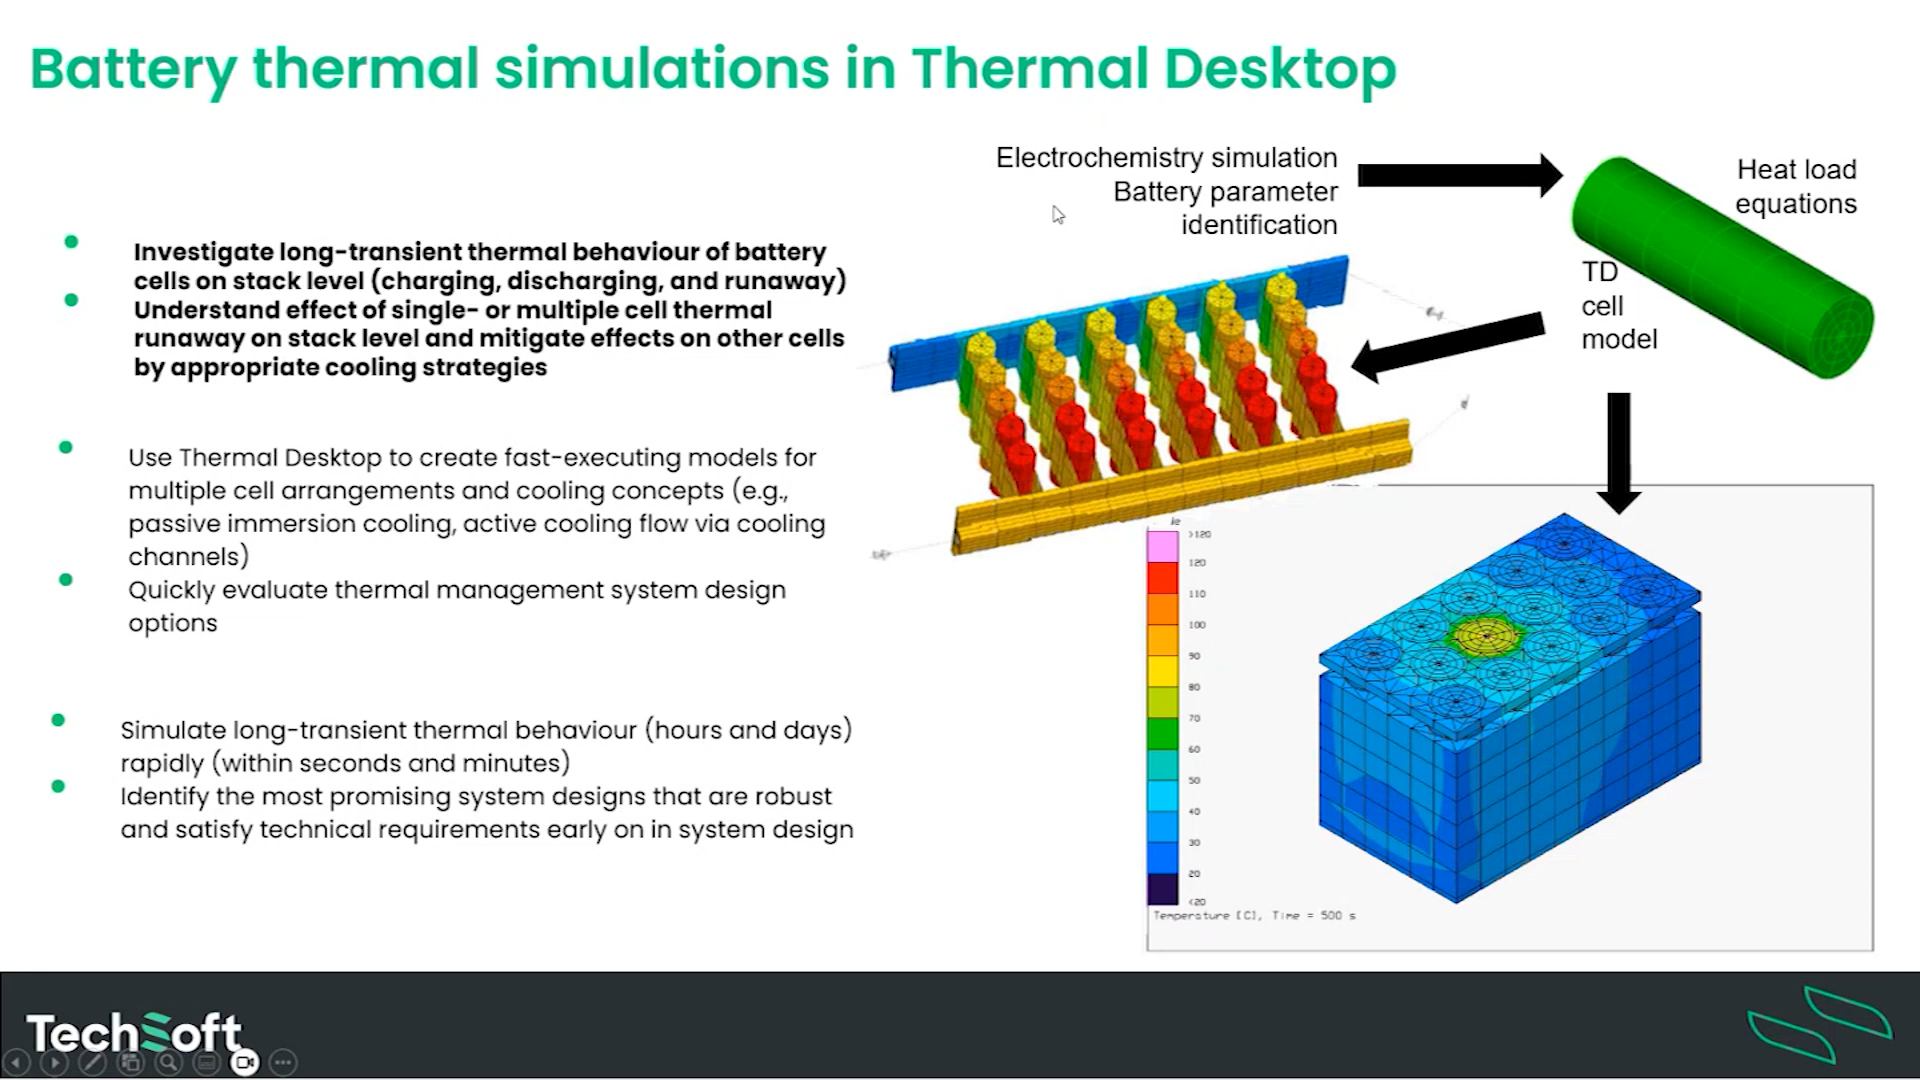 Battery thermal simulations in Thermal Desktop
Investigate long-transient thermal behaviour of battery
cells on stack level (charging, discharging, and runaway)
Understand effect of single- or multiple cell thermal
runaway on stack level and mitigate effects on other cells
by appropriate cooling strategies
Use Thermal Desktop to create fast-executing models for
multiple cell arrangements and cooling concepts (e.g.,
passive immersion cooling, active cooling flow via cooling
channels)
Quickly evaluate thermal management system design
options
Simulate long-transient thermal behaviour (hours and days)
rapidly (within seconds and minutes)
Identify the most promising system designs that are robust
and satisfy technical requirements early on in system design
Electrochemistry simulation
Battery parameter
identification
Heat load
equations
TD
cell
model
>120
120
110
100
90
80
70
60
50
40
30
20
<20
Temperature [C], Time = 500 s
TechSoft